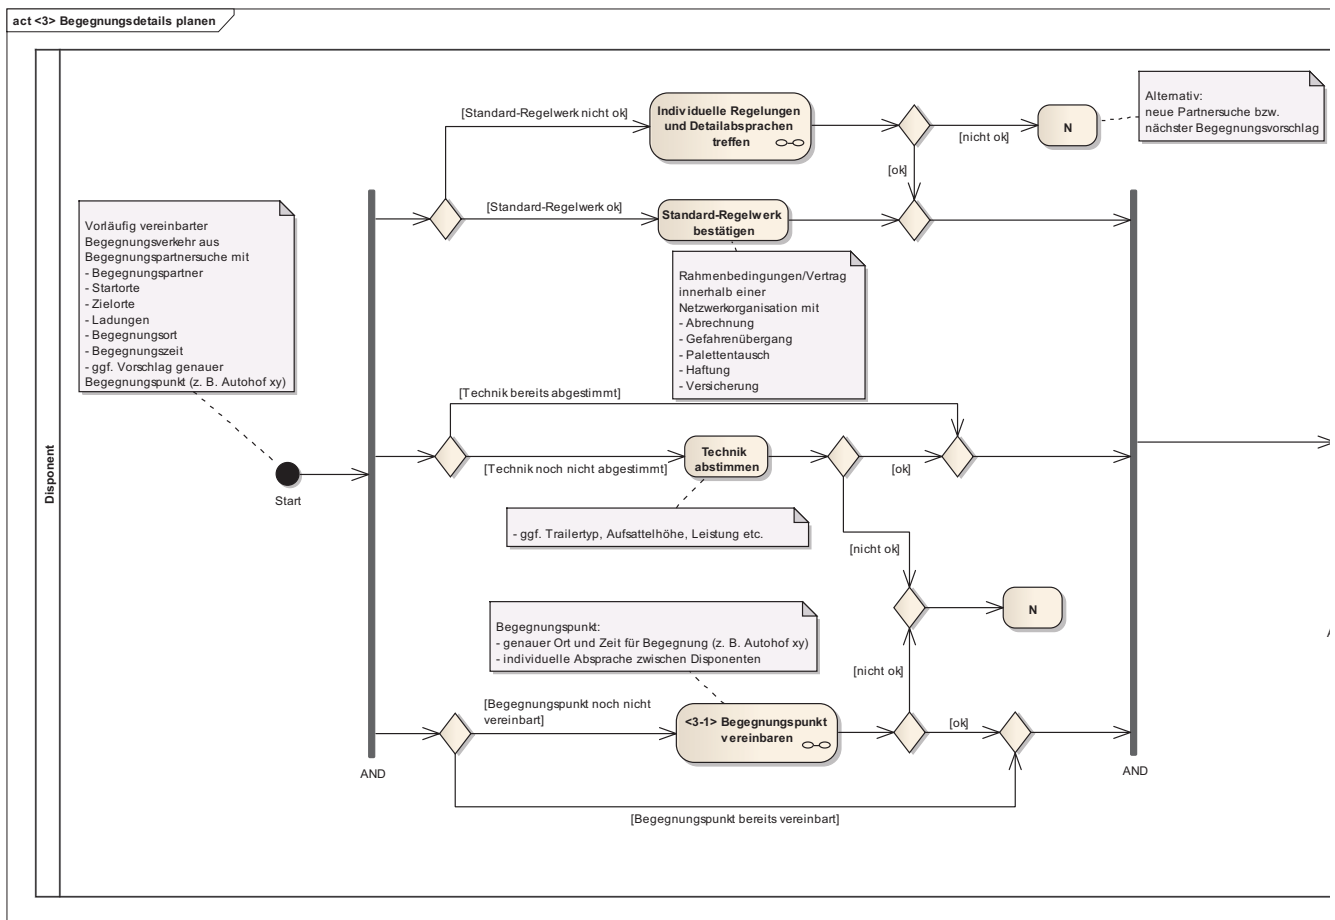 act <3> Begegnungsdetails planen
Disponent
Vorläufig vereinbarter
Begegnungsverkehr aus
Begegnungspartnersuche mit
- Begegnungspartner
- Startorte
- Zielorte
- Ladungen
- Begegnungsort
- Begegnungszeit
- ggf. Vorschlag genauer
Begegnungspunkt (z. B. Autohof xy)
Start
AND
[Standard-Regelwerk nicht ok]
Individuelle Regelungen
und Detailabsprachen
treffen
[nicht ok]
N
Alternativ:
neue Partnersuche bzw.
nächster Begegnungsvorschlag
[ok]
[Standard-Regelwerk ok]
Standard-Regelwerk
bestätigen
Rahmenbedingungen/Vertrag
innerhalb einer
Netzwerkorganisation mit
- Abrechnung
- Gefahrenübergang
- Palettentausch
- Haftung
- Versicherung
[Technik bereits abgestimmt]
[Technik noch nicht abgestimmt]
Technik
abstimmen
[ok]
- ggf. Trailertyp, Aufsattelhöhe, Leistung etc.
[nicht ok]
N
Begegnungspunkt:
- genauer Ort und Zeit für Begegnung (z. B. Autohof xy)
- individuelle Absprache zwischen Disponenten
[nicht ok]
[Begegnungspunkt noch nicht
vereinbart]
<3-1> Begegnungspunkt
vereinbaren
[ok]
[Begegnungspunkt bereits vereinbart]
AND